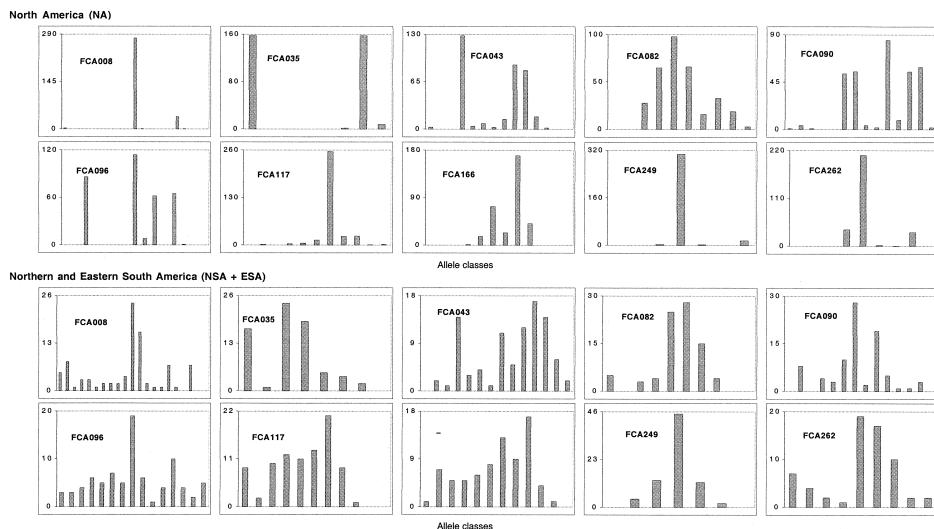 North America (NA)
290 145 0 FCA008
160 80 0 FCA035
130 65 0 FCA043
100 50 0 FCA082
90 45 0 FCA090
120 60 0 FCA096
260 130 0 FCA117
180 90 0 FCA166
320 160 0 FCA249
220 110 0 FCA262
Allele classes
Northern and Eastern South America (NSA + ESA)
26 13 0 FCA008
26 13 0 FCA035
18 9 0 FCA043
30 15 0 FCA082
30 15 0 FCA090
20 10 0 FCA096
22 11 0 FCA117
18 9 0
46 23 0 FCA249
20 10 0 FCA262
Allele classes